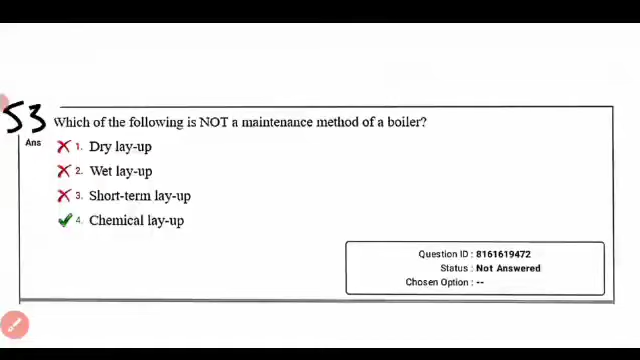 53 Which of the following is NOT a maintenance method of a boiler?
Ans 1. Dry lay-up
2. Wet lay-up
3. Short-term lay-up
4. Chemical lay-up
Question ID : 8161619472
Status : Not Answered
Chosen Option : --